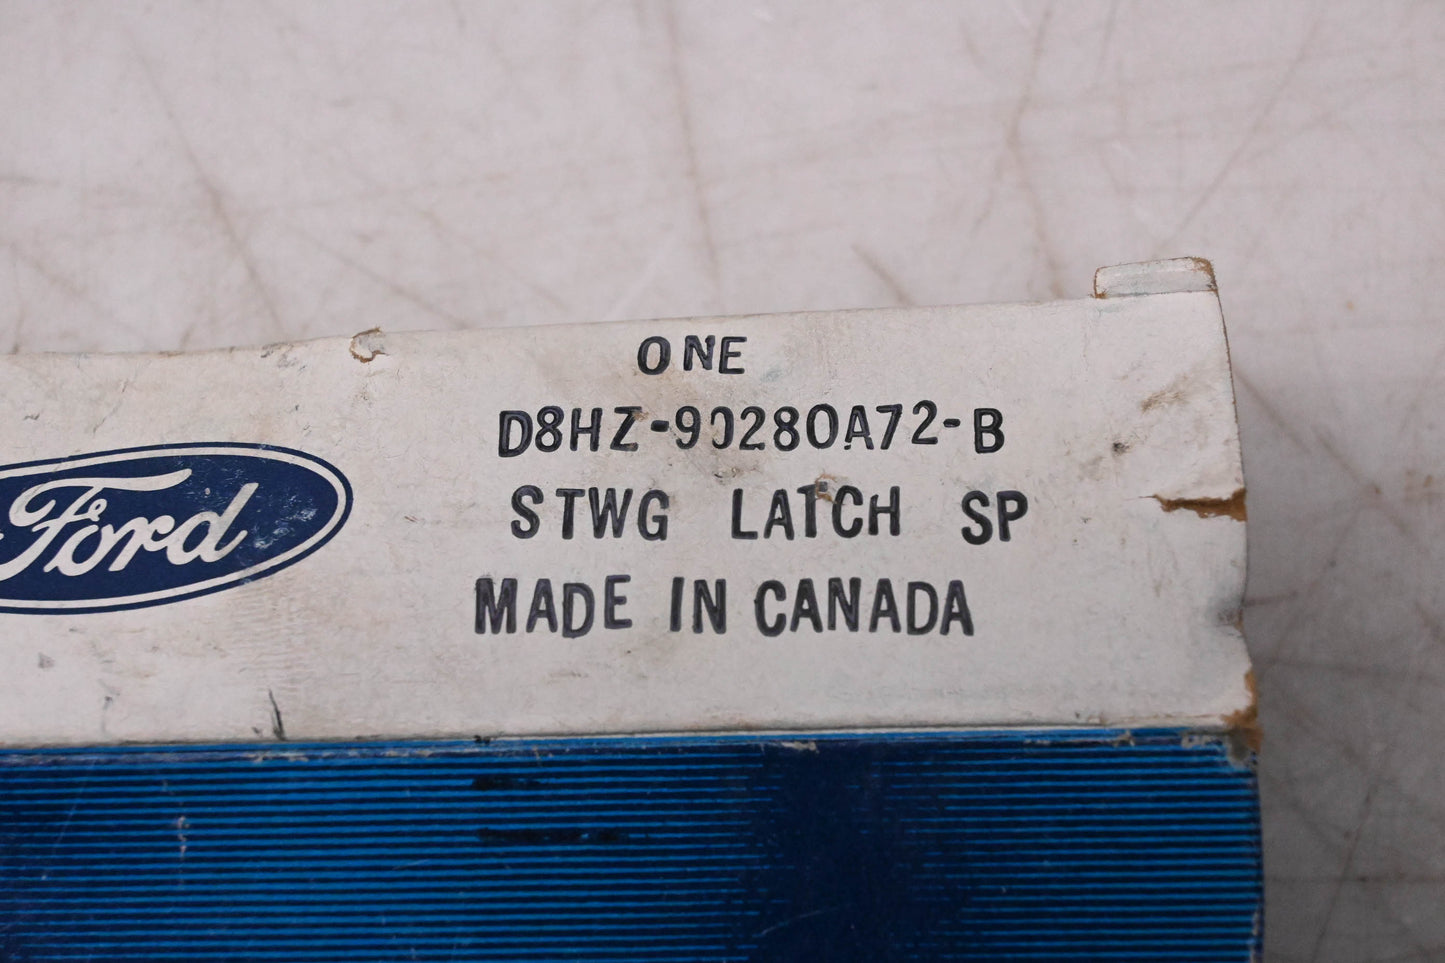 Ford
ONE
D8HZ-90280A72-B
STWG LATCH SP
MADE IN CANADA